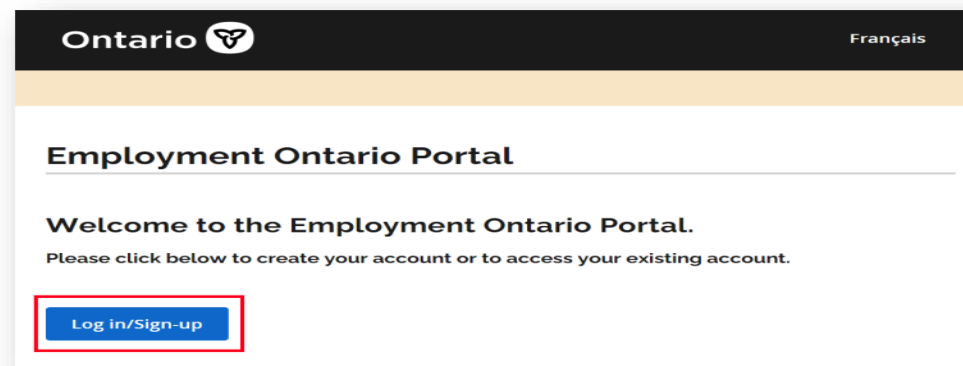 Ontario
Français
Employment Ontario Portal
Welcome to the Employment Ontario Portal.
Please click below to create your account or to access your existing account.
Log in/Sign-up